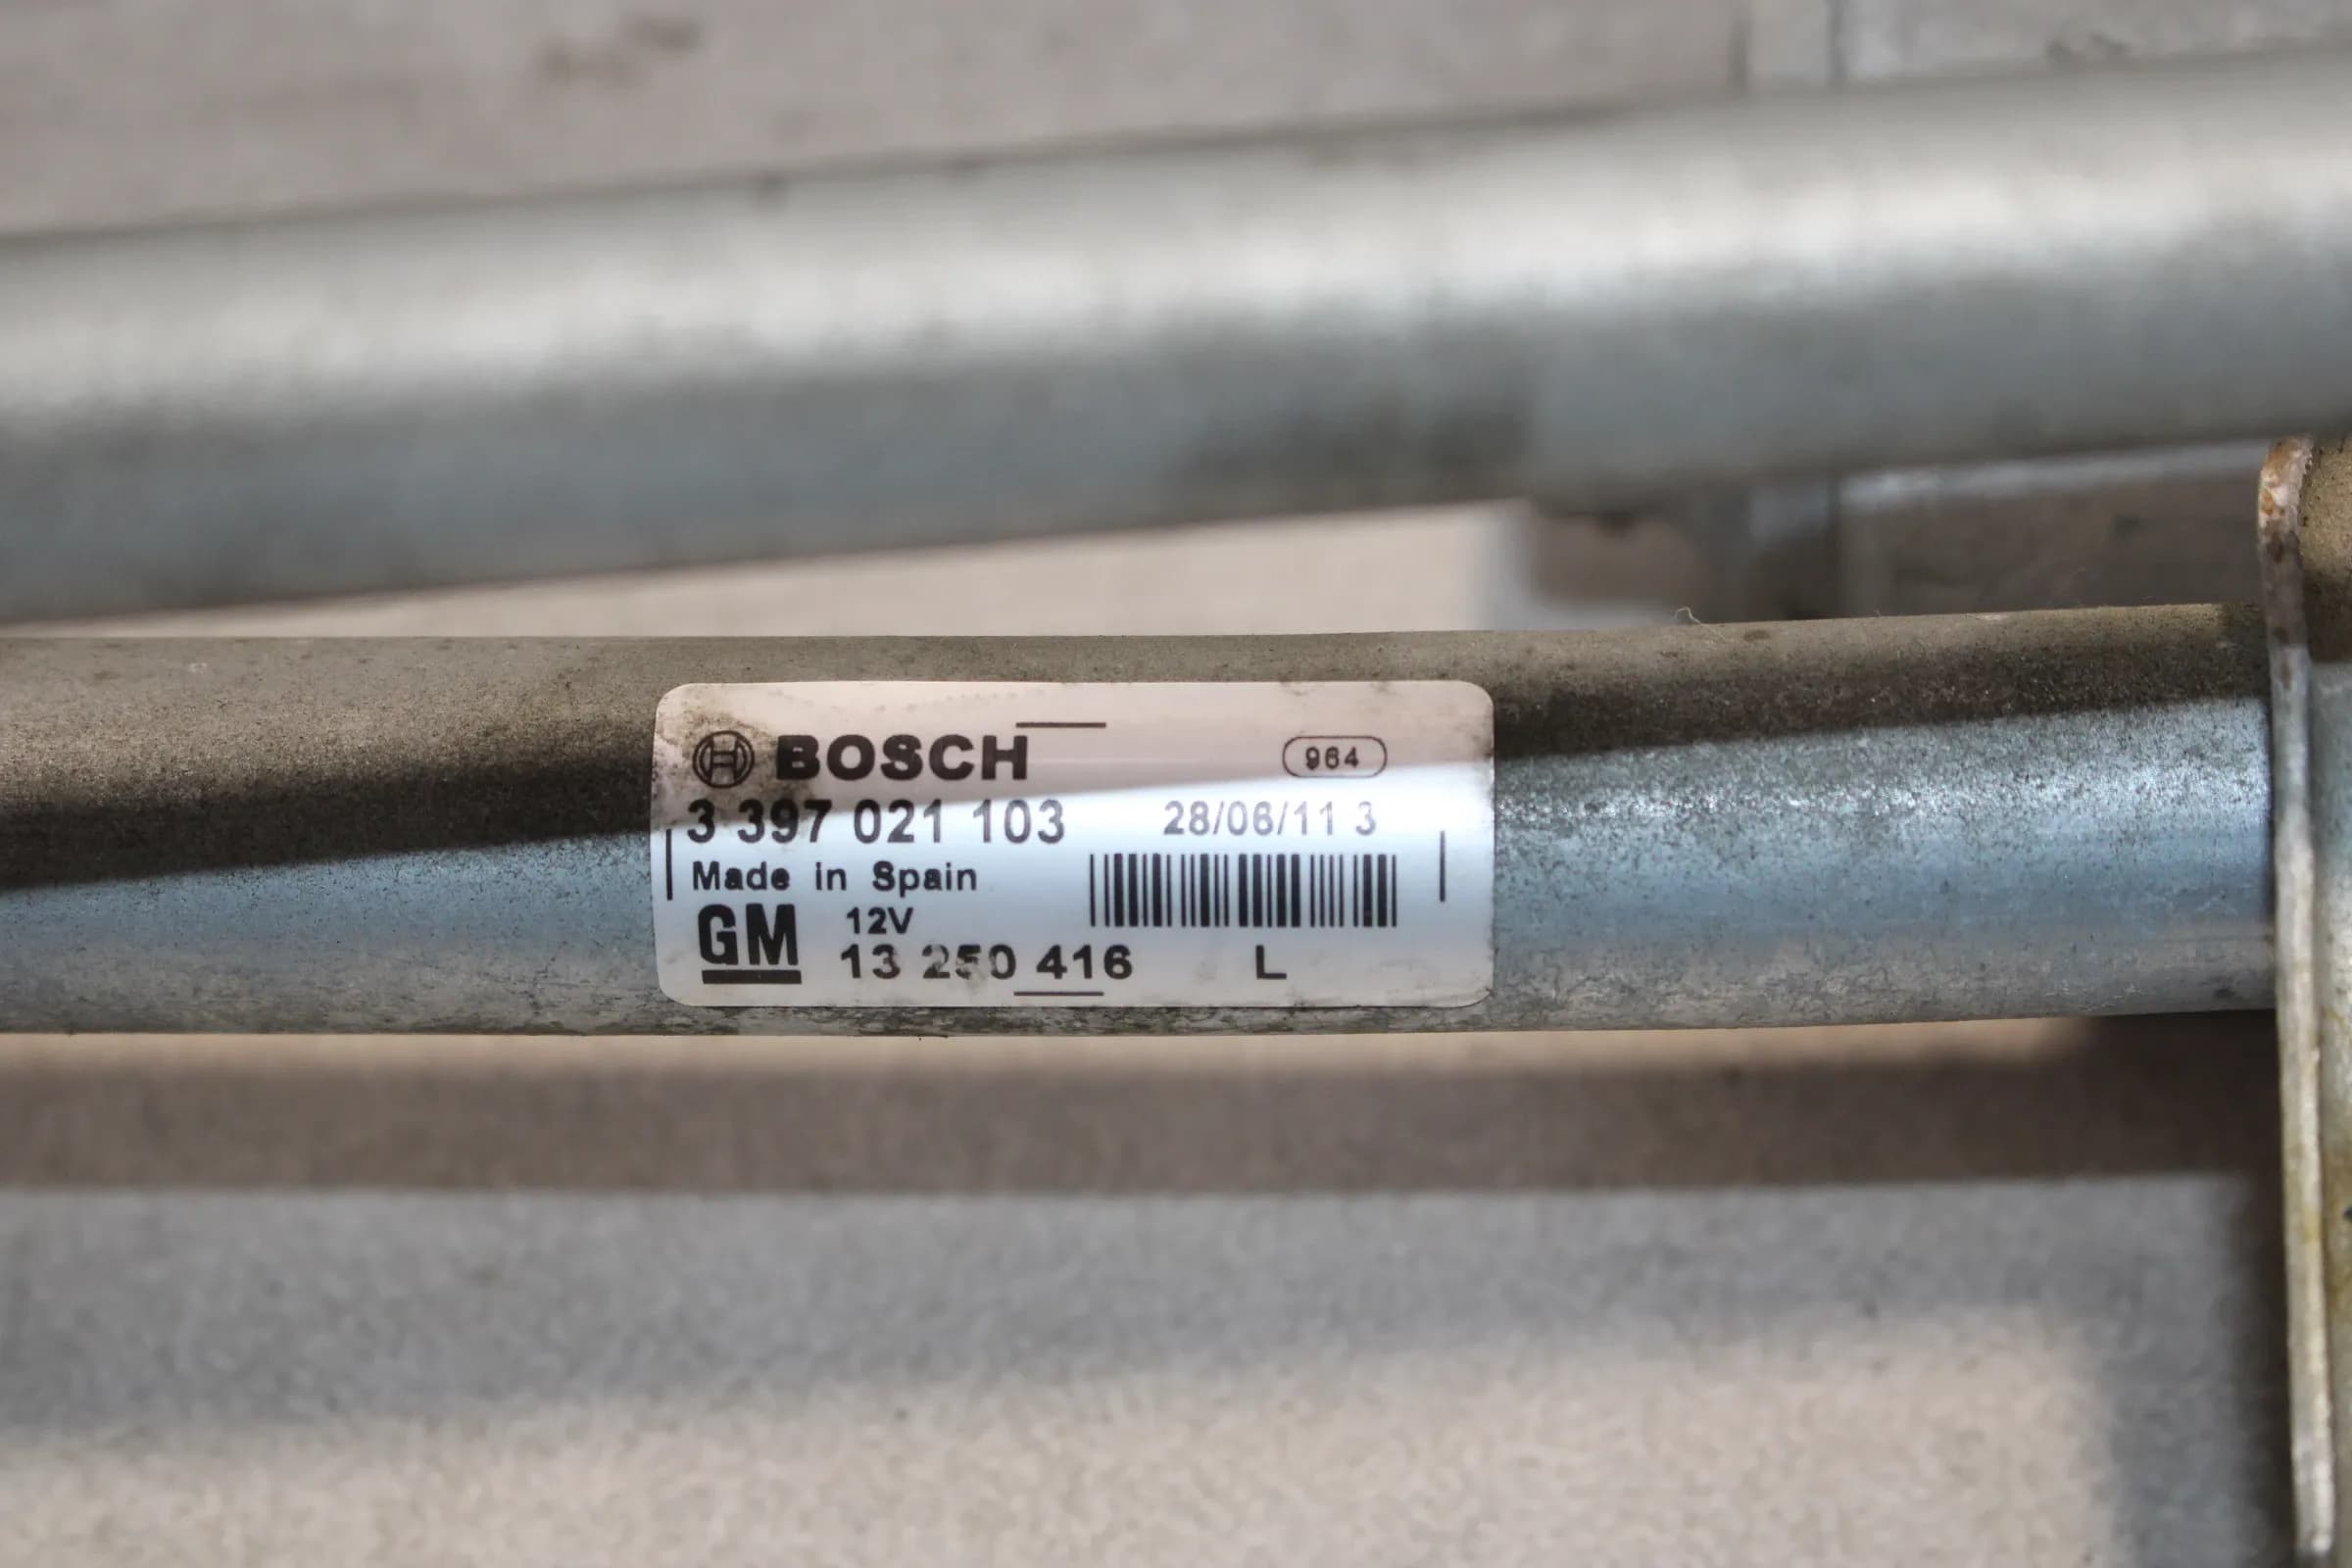 BOSCH 964
3 397 021 103 28/06/11 3
Made in Spain
GM 12V
13 250 416 L